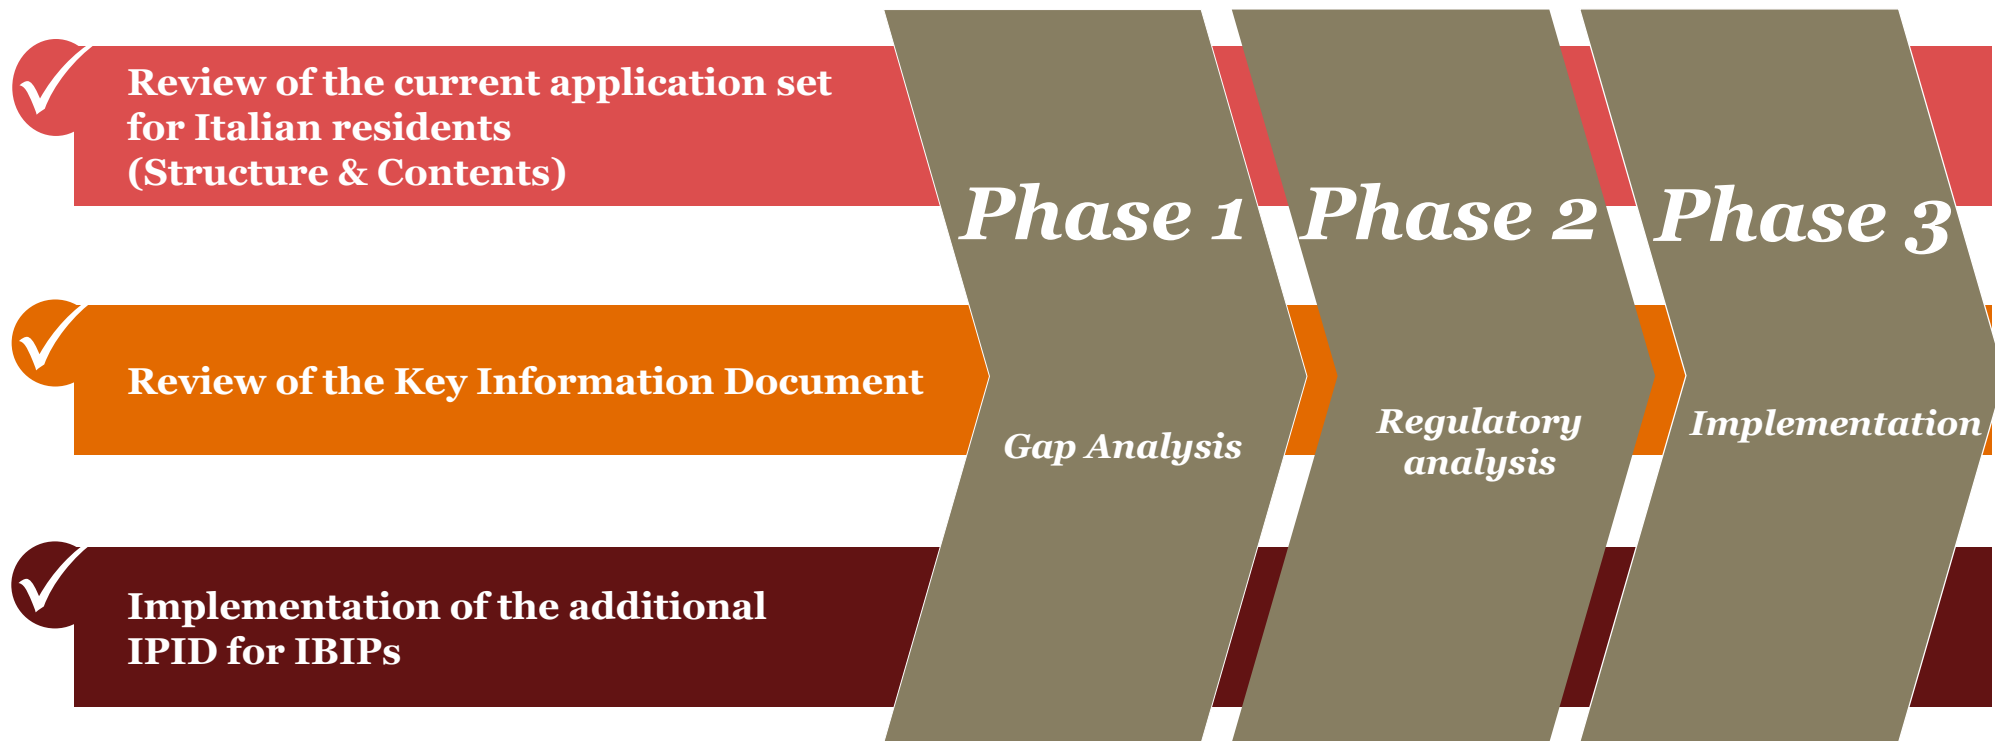 Review of the current application set
for Italian residents
(Structure & Contents)
Review of the Key Information Document
Implementation of the additional
IPID for IBIPs
Phase 1
Gap Analysis
Phase 2
Regulatory
analysis
Phase 3
Implementation